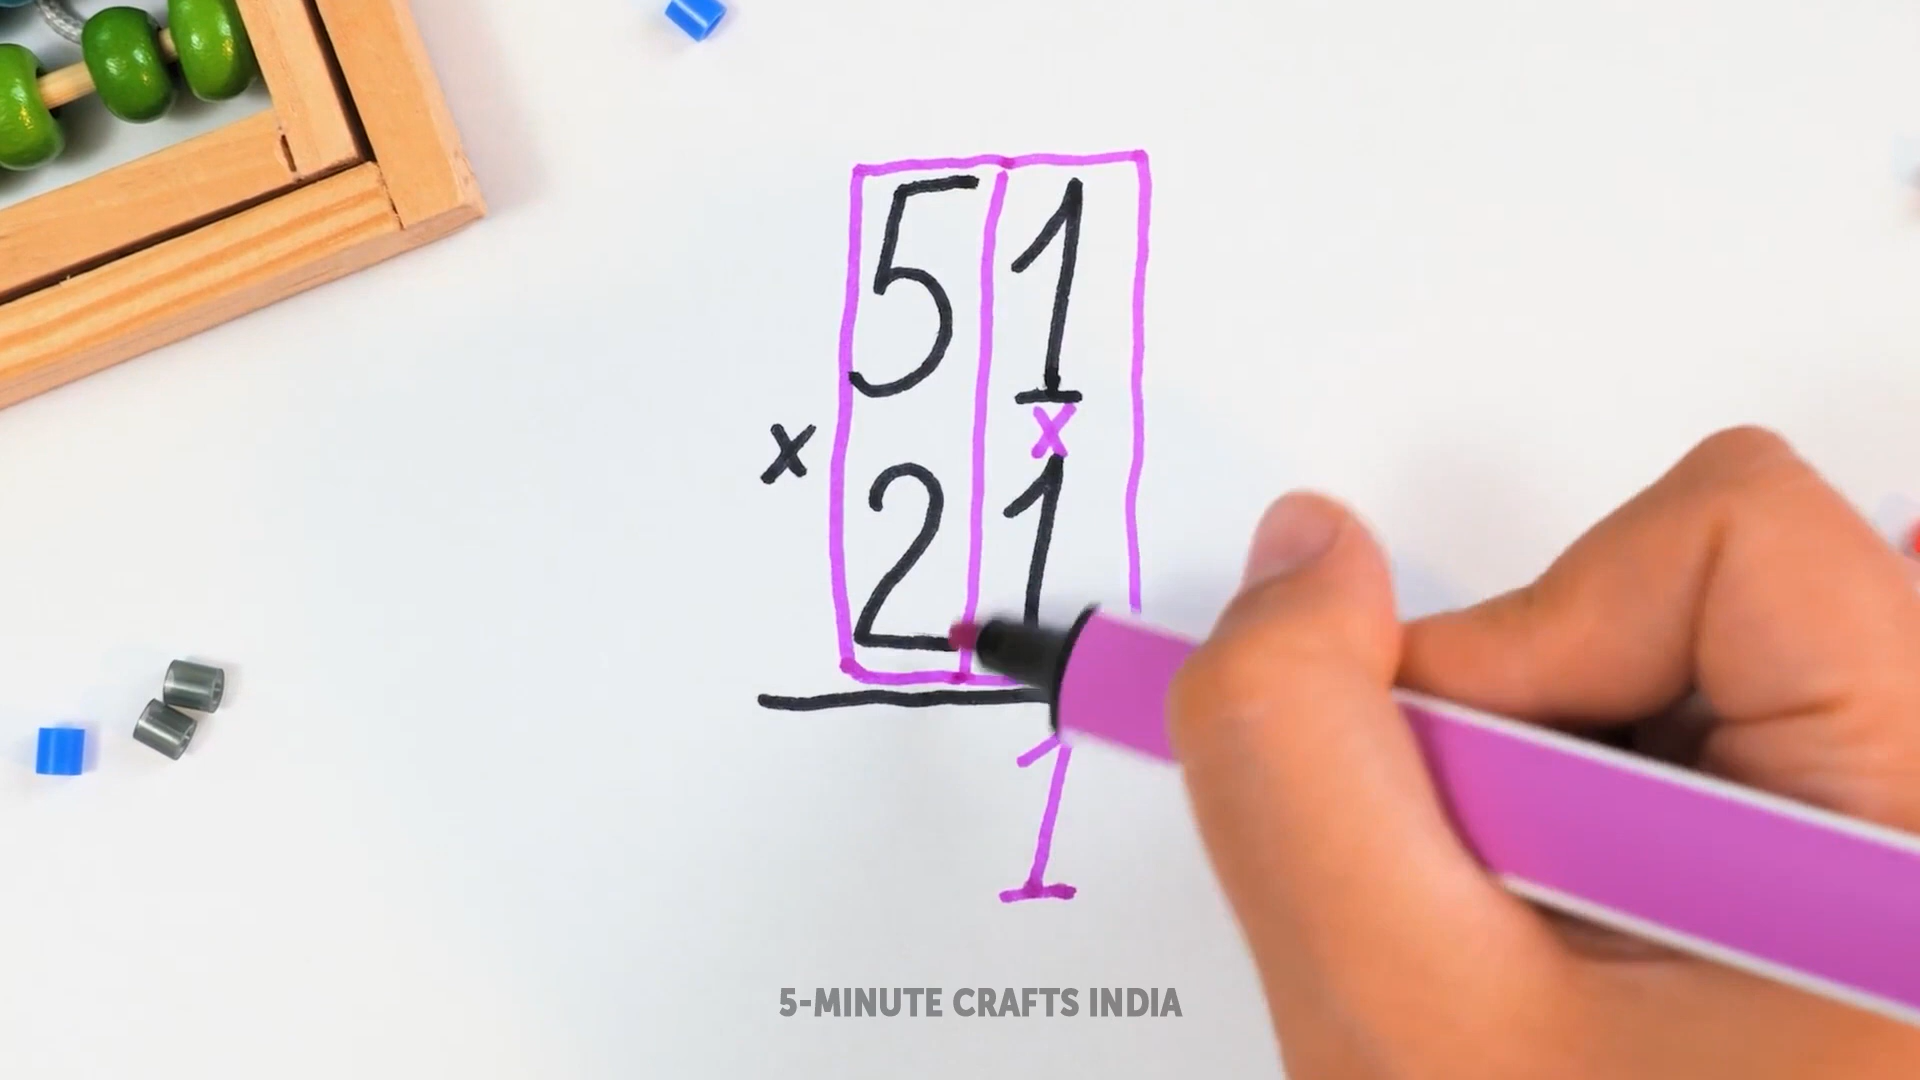 51
x
x
21
1
5-MINUTE CRAFTS INDIA